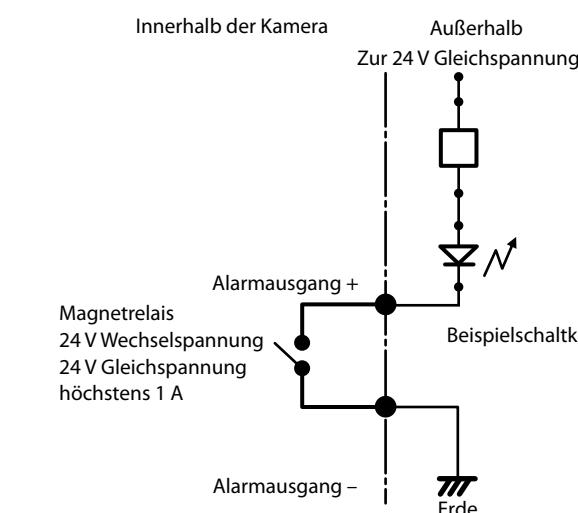 Innerhalb der Kamera
Außerhalb
Zur 24 V Gleichspannung
Alarmausgang +
Magnetrelais
24 V Wechselspannung
24 V Gleichspannung
höchstens 1 A
Beispielschaltk
Alarmausgang –
Erde